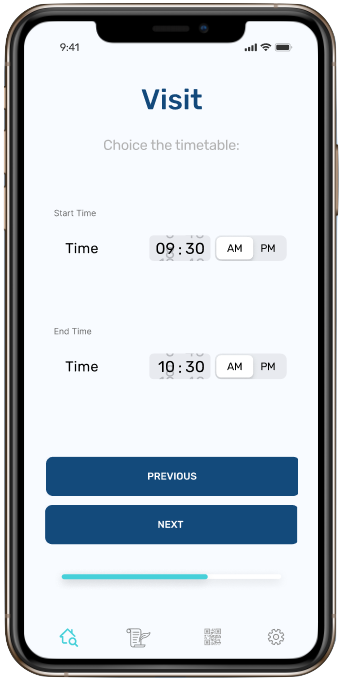 9:41
Visit
Choice the timetable:
Start Time
Time 09 : 30 AM PM
End Time
Time 10 : 30 AM PM
PREVIOUS
NEXT